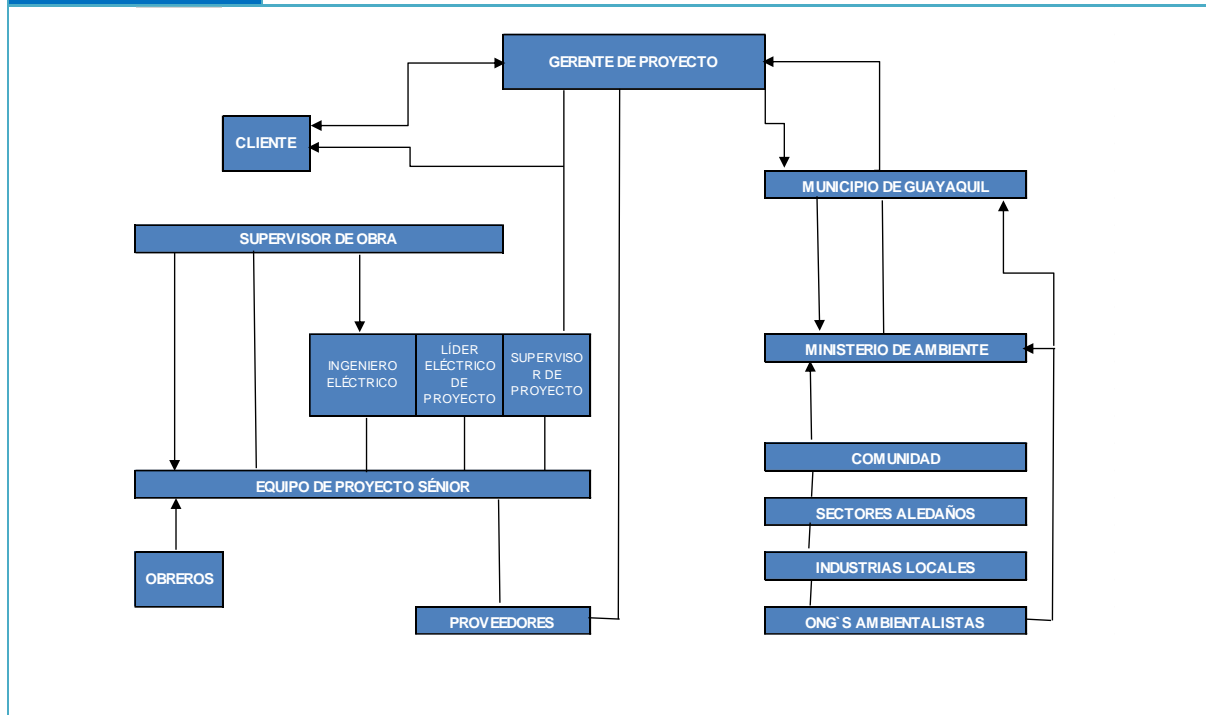 GERENTE DE PROYECTO
CLIENTE
MUNICIPIO DE GUAYAQUIL
SUPERVISOR DE OBRA
INGENIERO
ELÉCTRICO
LÍDER
ELÉCTRICO
DE
PROYECTO
SUPERVISO
R DE
PROYECTO
MINISTERIO DE AMBIENTE
COMUNIDAD
EQUIPO DE PROYECTO SÉNIOR
SECTORES ALEDAÑOS
OBREROS
INDUSTRIAS LOCALES
PROVEEDORES
ONG`S AMBIENTALISTAS